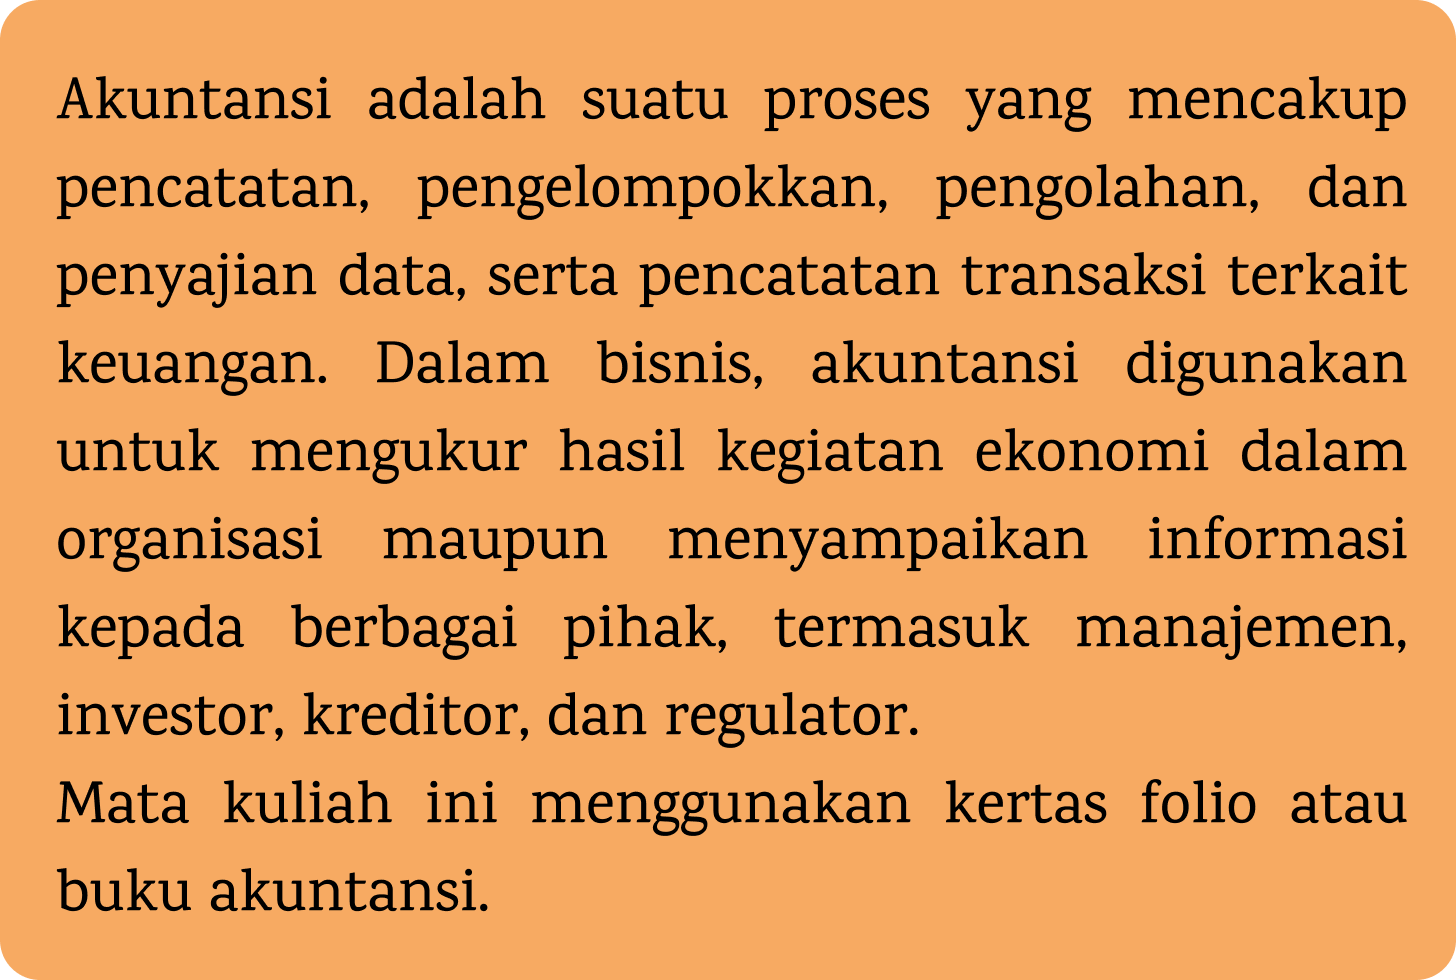 Akuntansi adalah suatu proses yang mencakup
pencatatan, pengelompokkan, pengolahan, dan
penyajian data, serta pencatatan transaksi terkait
keuangan. Dalam bisnis, akuntansi digunakan
untuk mengukur hasil kegiatan ekonomi dalam
organisasi maupun menyampaikan informasi
kepada berbagai pihak, termasuk manajemen,
investor, kreditor, dan regulator.
Mata kuliah ini menggunakan kertas folio atau
buku akuntansi.